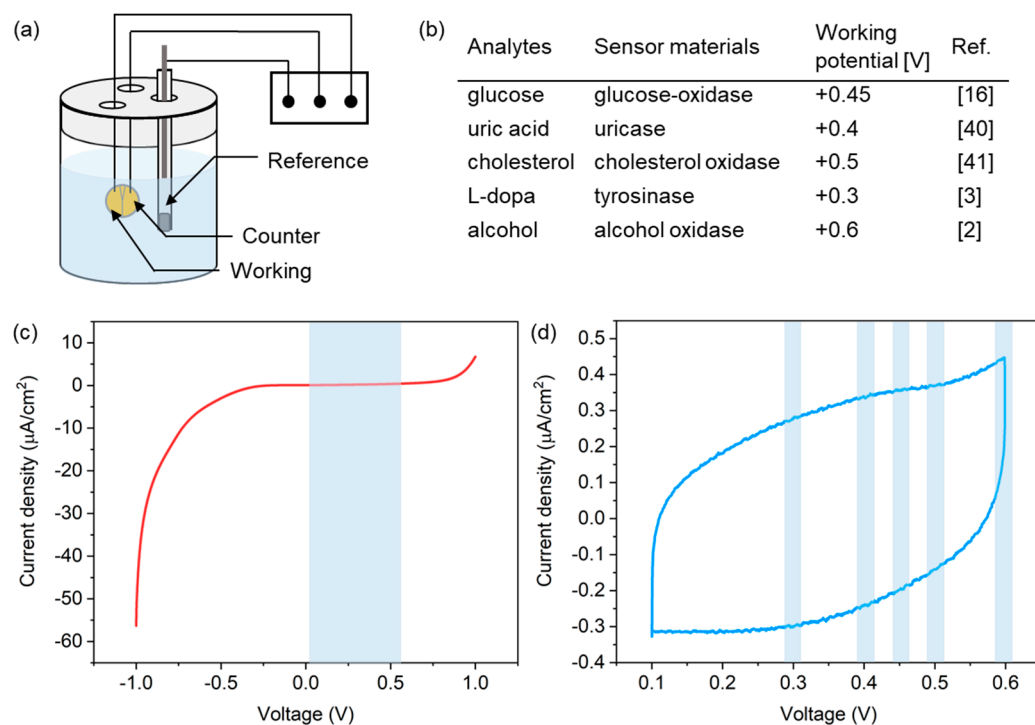 (a)
Reference
Counter
Working
(b)
Analytes Sensor materials Working potential [V] Ref.
glucose glucose-oxidase +0.45 [16]
uric acid uricase +0.4 [40]
cholesterol cholesterol oxidase +0.5 [41]
L-dopa tyrosinase +0.3 [3]
alcohol alcohol oxidase +0.6 [2]
(c)
Current density (μA/cm²)
10
0
-10
-20
-30
-40
-50
-60
-1.0 -0.5 0.0 0.5 1.0
Voltage (V)
(d)
Current density (μA/cm²)
0.5
0.4
0.3
0.2
0.1
0.0
-0.1
-0.2
-0.3
-0.4
0.1 0.2 0.3 0.4 0.5 0.6
Voltage (V)